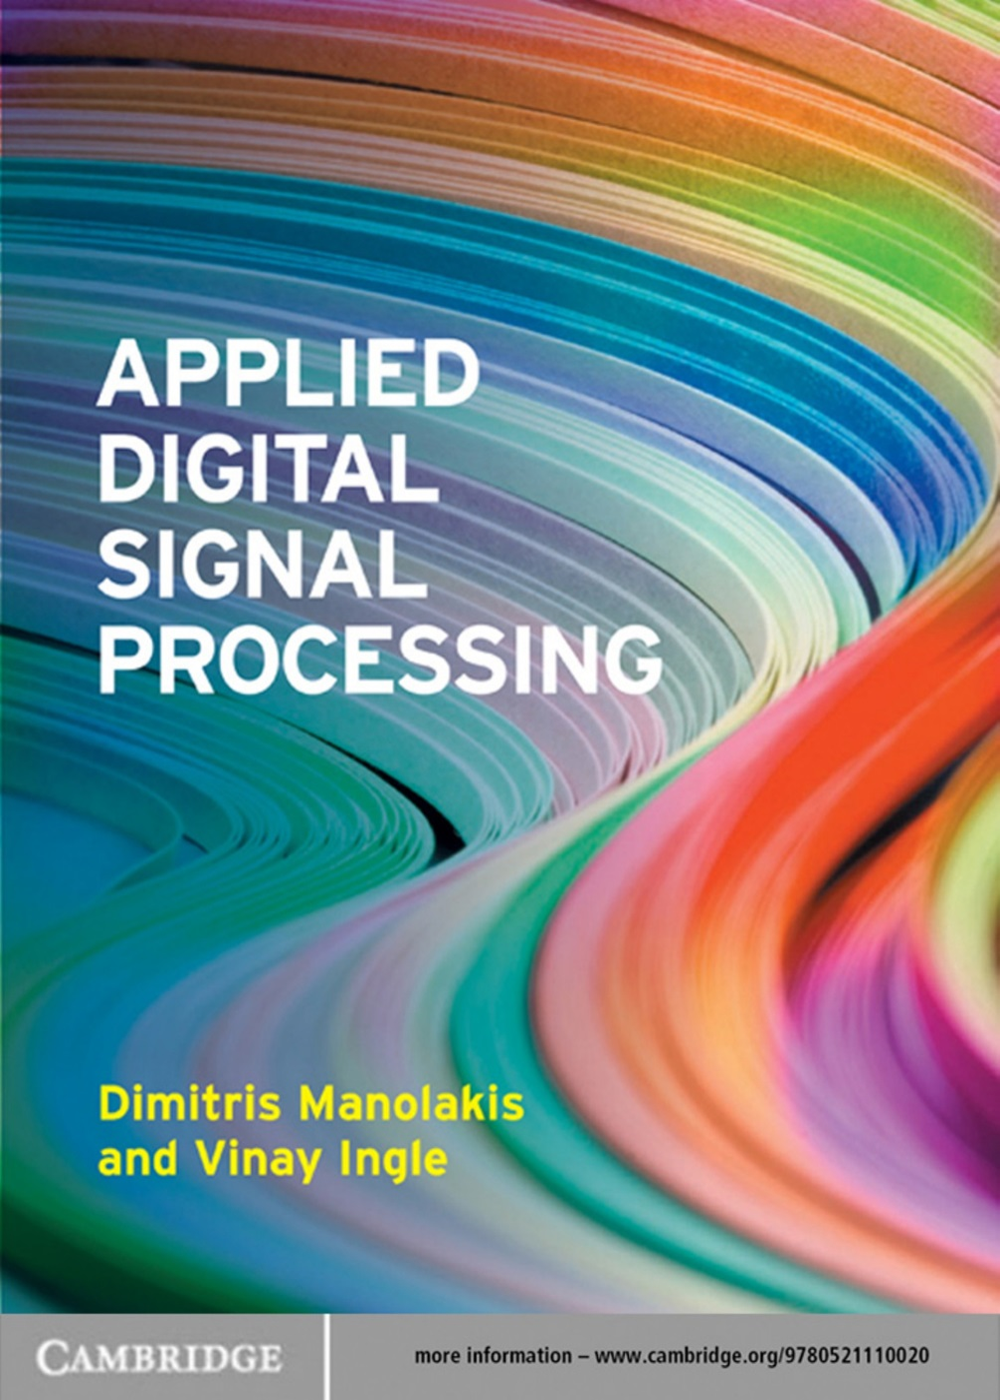 APPLIED
DIGITAL
SIGNAL
PROCESSING
Dimitris Manolakis
and Vinay Ingle
CAMBRIDGE
more information – www.cambridge.org/9780521110020